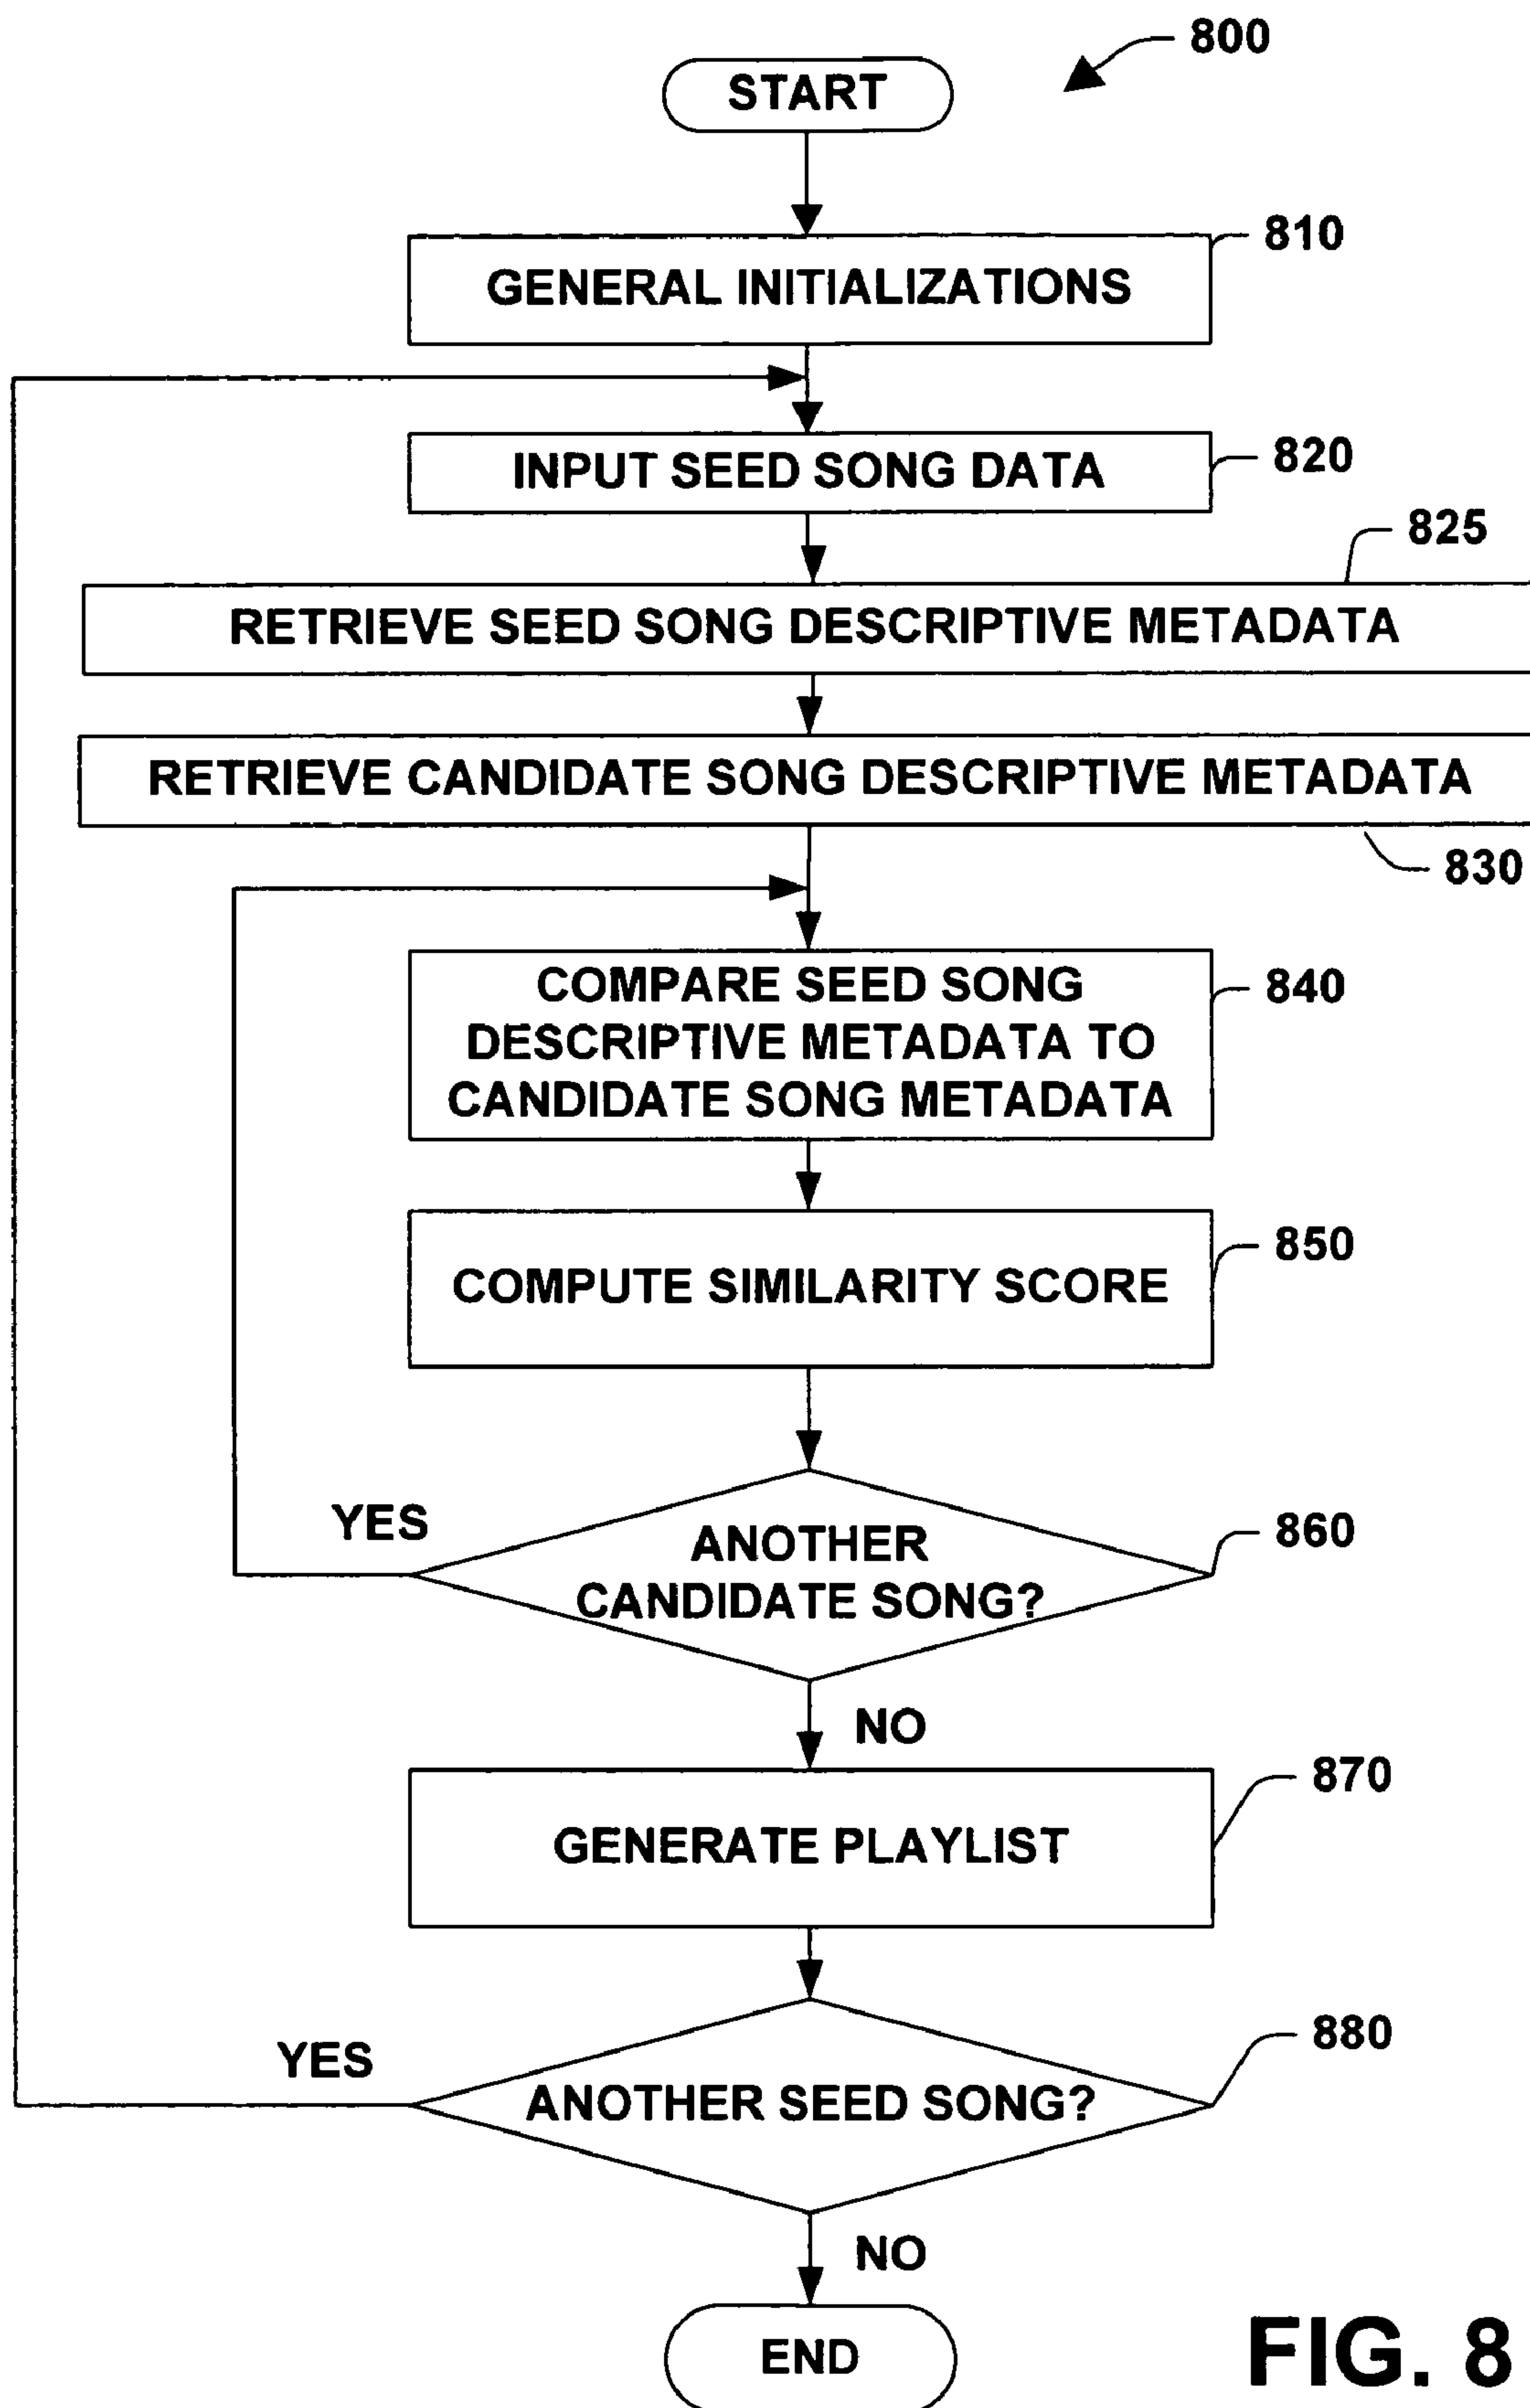 800
START
810
GENERAL INITIALIZATIONS
INPUT SEED SONG DATA
820
825
RETRIEVE SEED SONG DESCRIPTIVE METADATA
RETRIEVE CANDIDATE SONG DESCRIPTIVE METADATA
830
COMPARE SEED SONG
DESCRIPTIVE METADATA TO
CANDIDATE SONG METADATA
840
850
COMPUTE SIMILARITY SCORE
YES
ANOTHER
CANDIDATE SONG?
860
NO
870
GENERATE PLAYLIST
880
YES
ANOTHER SEED SONG?
NO
END
FIG. 8